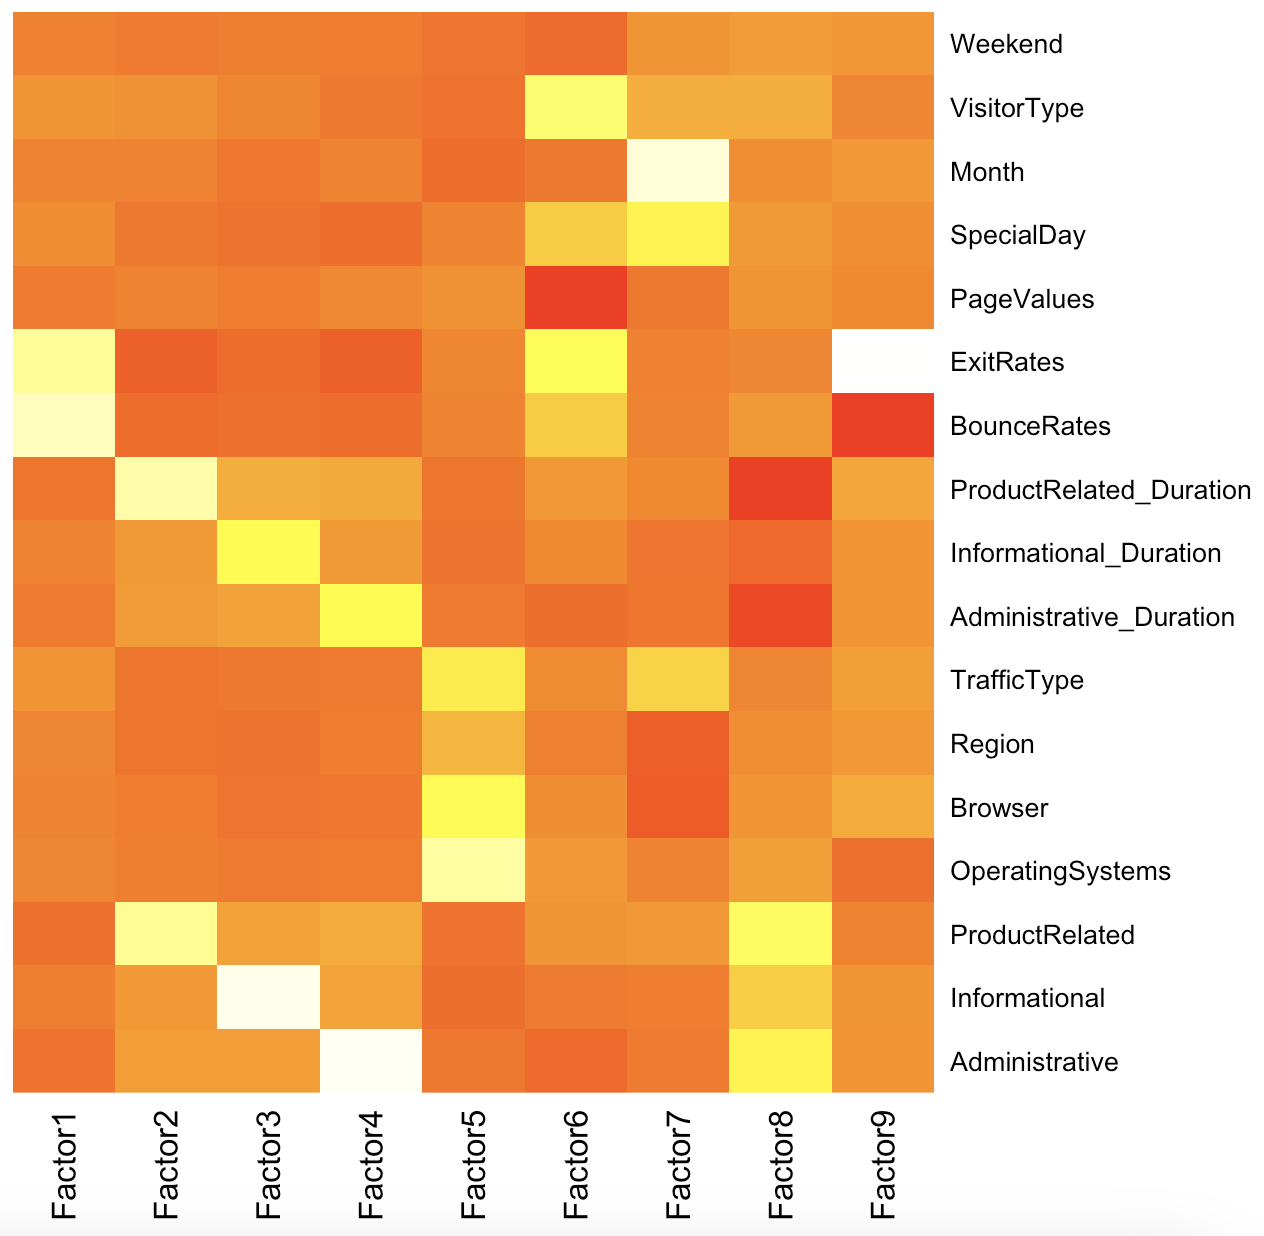 Weekend
VisitorType
Month
SpecialDay
PageValues
ExitRates
BounceRates
ProductRelated_Duration
Informational_Duration
Administrative_Duration
TrafficType
Region
Browser
OperatingSystems
ProductRelated
Informational
Administrative
Factor1
Factor2
Factor3
Factor4
Factor5
Factor6
Factor7
Factor8
Factor9